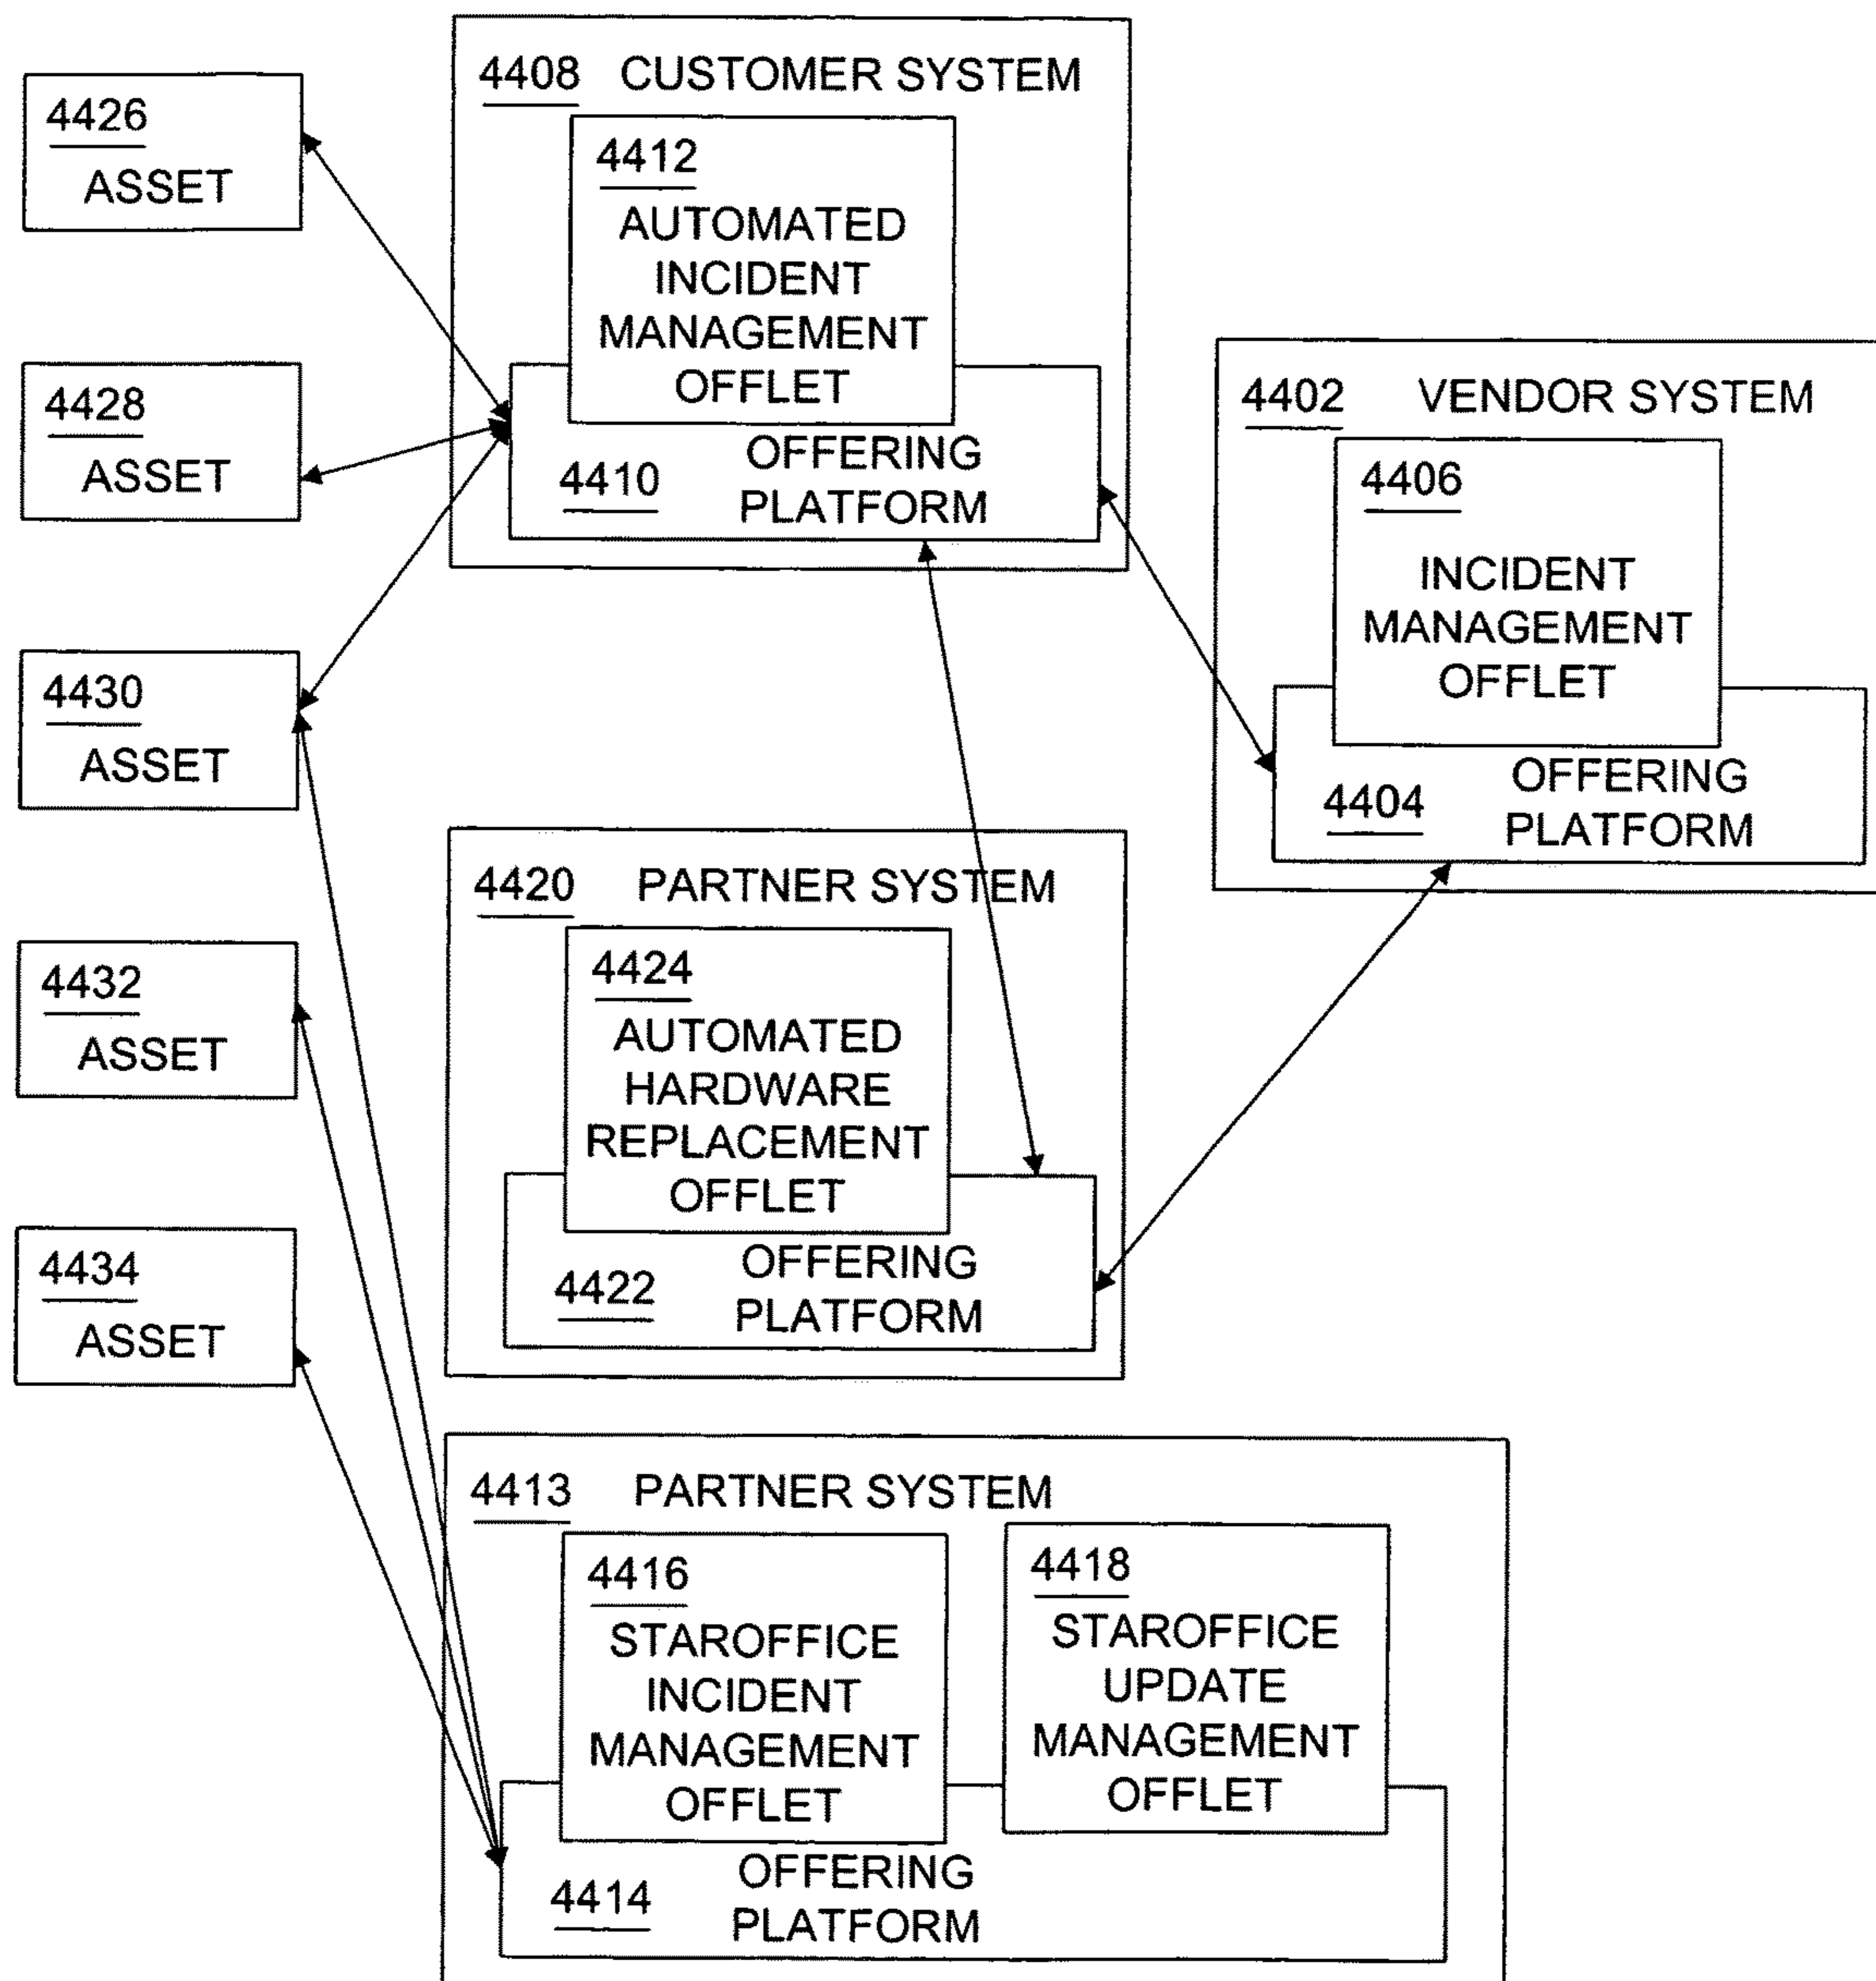 4426
ASSET
4428
ASSET
4430
ASSET
4432
ASSET
4434
ASSET
4408 CUSTOMER SYSTEM
4412
AUTOMATED
INCIDENT
MANAGEMENT
OFFLET
4410
OFFERING
PLATFORM
4402 VENDOR SYSTEM
4406
INCIDENT
MANAGEMENT
OFFLET
4404
OFFERING
PLATFORM
4420 PARTNER SYSTEM
4424
AUTOMATED
HARDWARE
REPLACEMENT
OFFLET
4422
OFFERING
PLATFORM
4413 PARTNER SYSTEM
4416
STAROFFICE
INCIDENT
MANAGEMENT
OFFLET
4418
STAROFFICE
UPDATE
MANAGEMENT
OFFLET
4414
OFFERING
PLATFORM